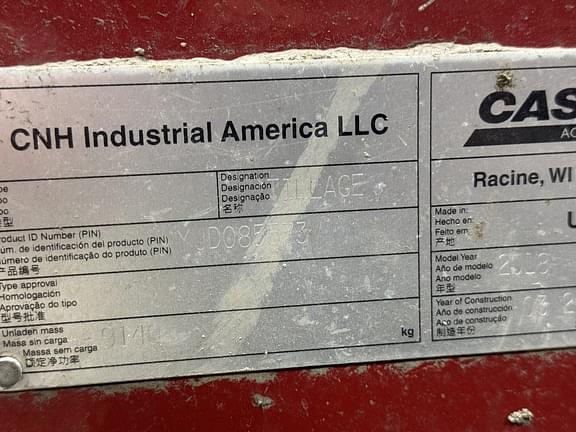 CNH Industrial America LLC
Designation
Designación
Designação
名称
TILLAGE
Product ID Number (PIN)
Núm. de identificación del producto (PIN)
Número de identificação do produto (PIN)
产品编号
Type approval
Homologación
Aprovação do tipo
型号批准
Unladen mass
Masa sin carga
Massa sem carga
额定净功率
kg
CAS
AG
Racine, WI
Made in:
Hecho en:
Feito em:
产地
U
Model Year
Año de modelo
Ano modelo
年型
2013
Year of Construction
Año de construcción
Ano de construção
制造年份